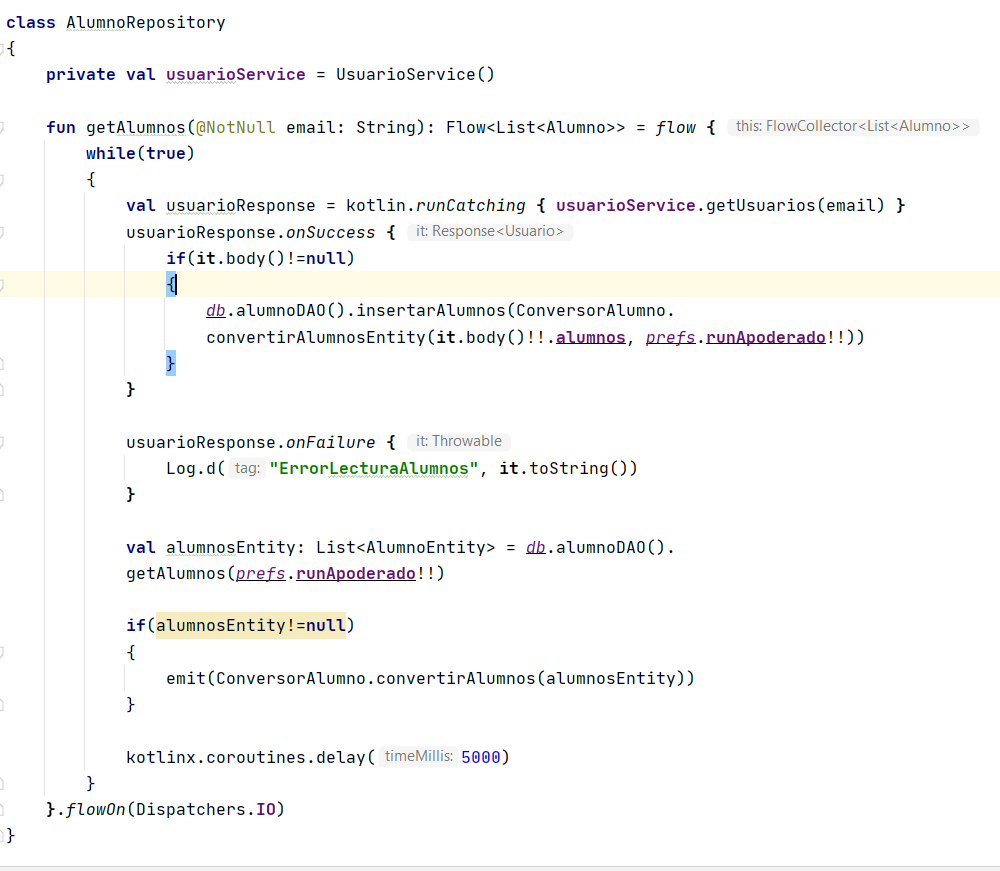 class AlumnoRepository
{
    private val usuarioService = UsuarioService()

    fun getAlumnos(@NotNull email: String): Flow<List<Alumno>> = flow { this: FlowCollector<List<Alumno>>
        while(true)
        {
            val usuarioResponse = kotlin.runCatching { usuarioService.getUsuarios(email) }
            usuarioResponse.onSuccess { it: Response<Usuario>
                if(it.body()!=null)
                {
                    db.alumnoDAO().insertarAlumnos(ConversorAlumno.
                    convertirAlumnosEntity(it.body()!!.alumnos, prefs.runApoderado!!))
                }
            }

            usuarioResponse.onFailure { it: Throwable
                Log.d( tag: "ErrorLecturaAlumnos", it.toString())
            }

            val alumnosEntity: List<AlumnoEntity> = db.alumnoDAO().
            getAlumnos(prefs.runApoderado!!)

            if(alumnosEntity!=null)
            {
                emit(ConversorAlumno.convertirAlumnos(alumnosEntity))
            }

            kotlinx.coroutines.delay( timeMillis: 5000)
        }
    }.flowOn(Dispatchers.IO)
}